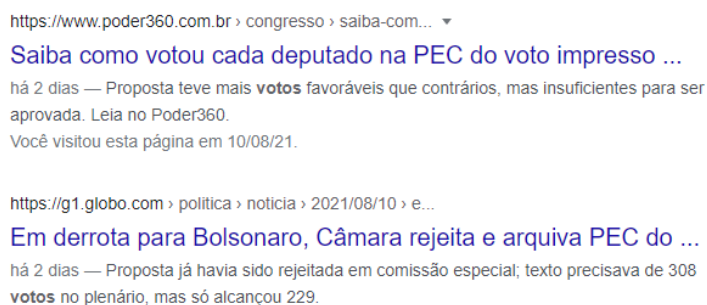 https://www.poder360.com.br › congresso › saiba-com...
Saiba como votou cada deputado na PEC do voto impresso ...
há 2 dias — Proposta teve mais votos favoráveis que contrários, mas insuficientes para ser
aprovada. Leia no Poder360.
Você visitou esta página em 10/08/21.
https://g1.globo.com › politica › noticia › 2021/08/10 › e...
Em derrota para Bolsonaro, Câmara rejeita e arquiva PEC do ...
há 2 dias — Proposta já havia sido rejeitada em comissão especial; texto precisava de 308
votos no plenário, mas só alcançou 229.